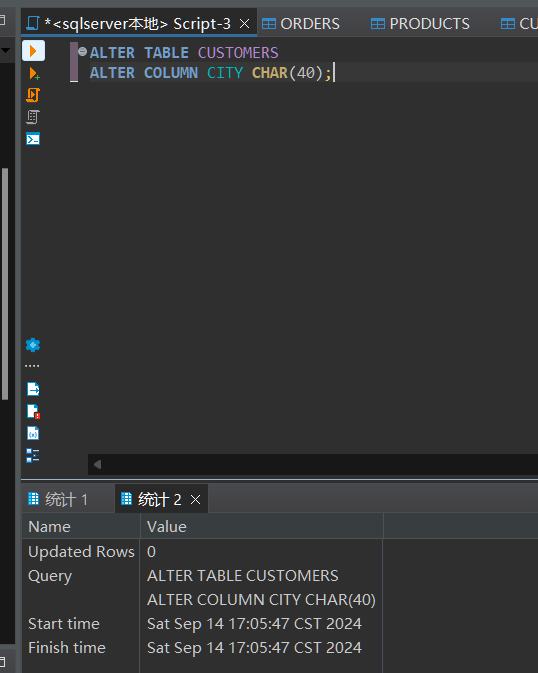 *<sqlserver本地> Script-3 ORDERS PRODUCTS CU
ALTER TABLE CUSTOMERS
ALTER COLUMN CITY CHAR(40);
统计 1 统计 2
Name Value
Updated Rows 0
Query ALTER TABLE CUSTOMERS
ALTER COLUMN CITY CHAR(40)
Start time Sat Sep 14 17:05:47 CST 2024
Finish time Sat Sep 14 17:05:47 CST 2024